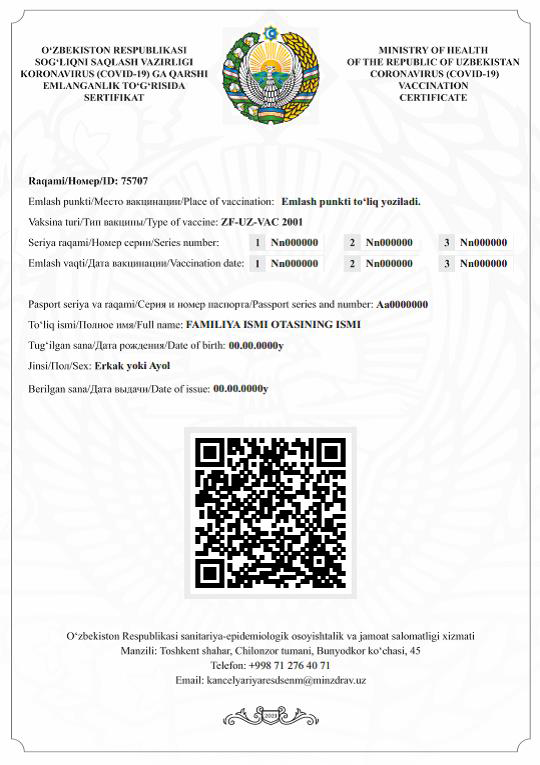 O‘ZBEKISTON RESPUBLIKASI
SOG‘LIQNI SAQLASH VAZIRLIGI
KORONAVIRUS (COVID-19) GA QARSHI
EMLANGANLIK TO‘G‘RISIDA
SERTIFIKAT
MINISTRY OF HEALTH
OF THE REPUBLIC OF UZBEKISTAN
CORONAVIRUS (COVID-19)
VACCINATION
CERTIFICATE
Raqami/Номер/ID: 75707
Emlash punkti/Место вакцинации/Place of vaccination: Emlash punkti to‘liq yoziladi.
Vaksina turi/Тип вакцины/Type of vaccine: ZF-UZ-VAC 2001
Seriya raqami/Номер серии/Series number: 1 Nn000000 2 Nn000000 3 Nn000000
Emlash vaqti/Дата вакцинации/Vaccination date: 1 Nn000000 2 Nn000000 3 Nn000000
Pasport seriya va raqami/Серия и номер паспорта/Passport series and number: Aa0000000
To‘liq ismi/Полное имя/Full name: FAMILIYA ISMI OTASINING ISMI
Tug‘ilgan sana/Дата рождения/Date of birth: 00.00.0000y
Jinsi/Пол/Sex: Erkak yoki Ayol
Berilgan sana/Дата выдачи/Date of issue: 00.00.0000y
O‘zbekiston Respublikasi sanitariya-epidemiologik osoyishtalik va jamoat salomatligi xizmati
Manzili: Toshkent shahar, Chilonzor tumani, Bunyodkor ko‘chasi, 45
Telefon: +998 71 276 40 71
Email: kancelyariyaresdsenm@minzdrav.uz